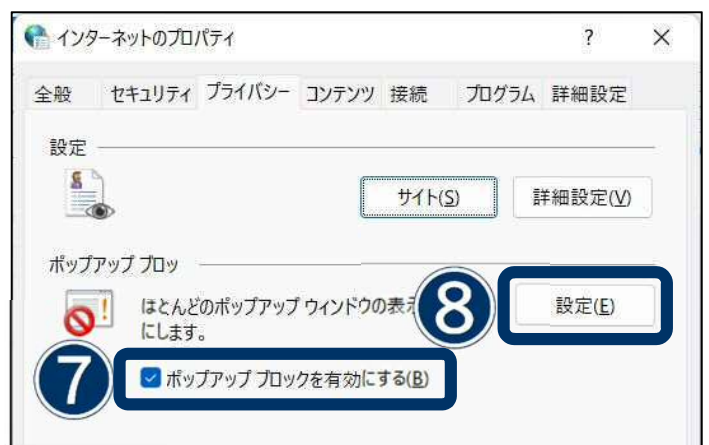 インターネットのプロパティ ? ×
全般 セキュリティ プライバシー コンテンツ 接続 プログラム 詳細設定
設定
サイト(S) 詳細設定(V)
ポップアップ ブロッ
ほとんどのポップアップ ウィンドウの表示
にします。
8 設定(E)
7 ポップアップ ブロックを有効にする(B)